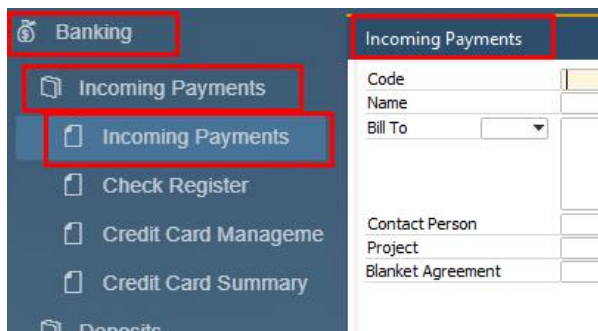 Banking
Incoming Payments
Incoming Payments
Check Register
Credit Card Manageme
Credit Card Summary
Deposits
Incoming Payments
Code
Name
Bill To
Contact Person
Project
Blanket Agreement